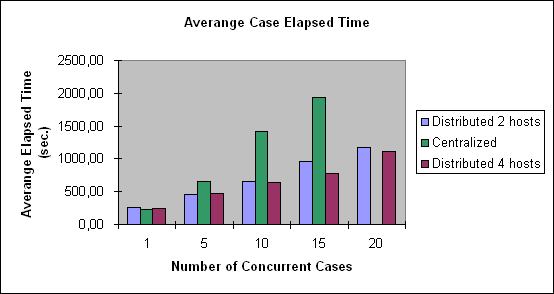 Averange Case Elapsed Time
Averange Elapsed Time
(sec.)
2500,00
2000,00
1500,00
1000,00
500,00
0,00
1 5 10 15 20
Number of Concurrent Cases
Distributed 2 hosts
Centralized
Distributed 4 hosts